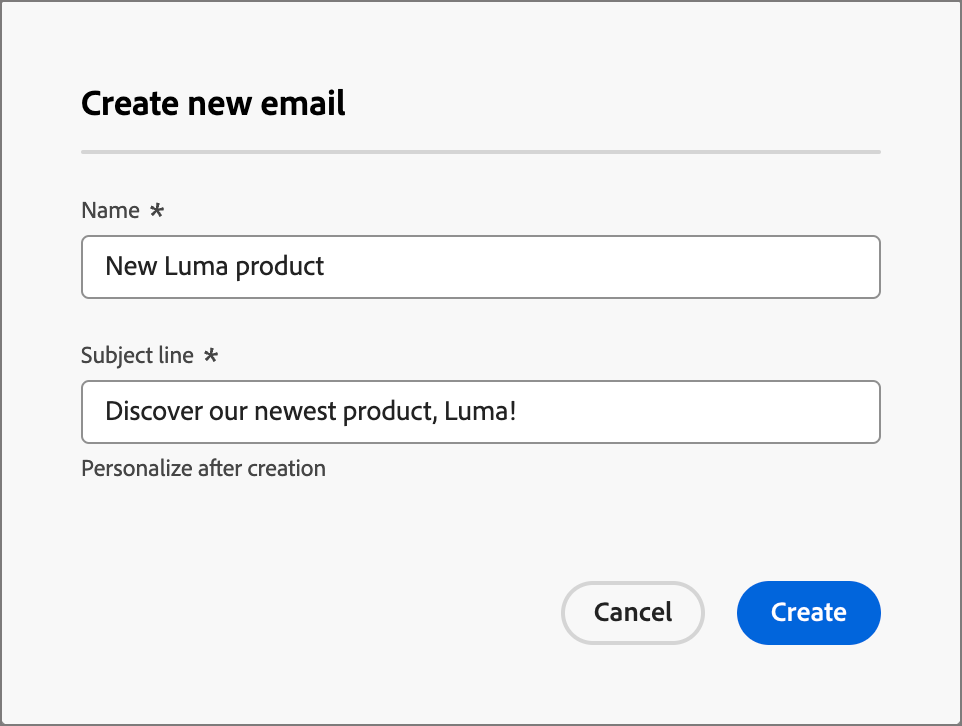 Create new email
Name *
New Luma product
Subject line *
Discover our newest product, Luma!
Personalize after creation
Cancel
Create